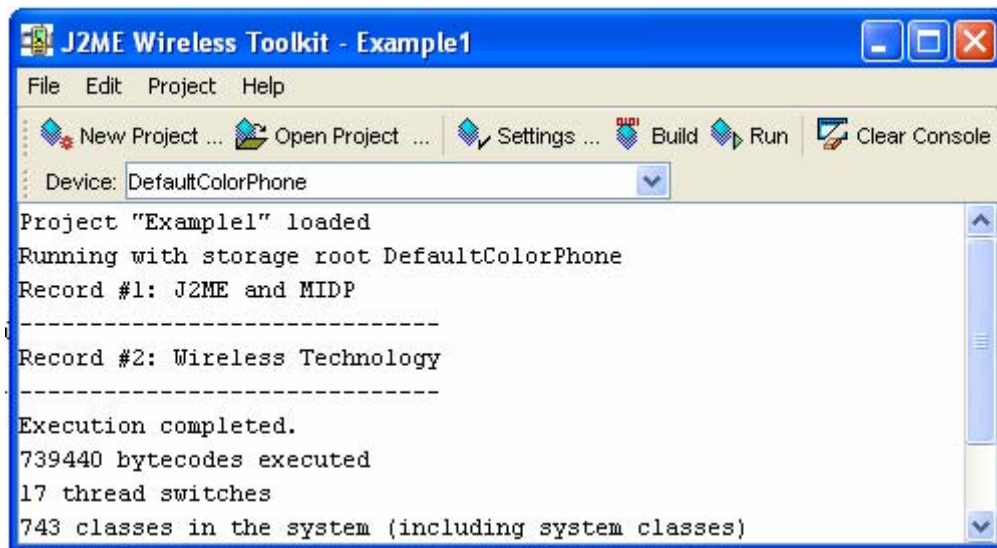 J2ME Wireless Toolkit - Example1
File Edit Project Help
New Project ... Open Project ... Settings ... Build Run Clear Console
Device: DefaultColorPhone
Project "Example1" loaded
Running with storage root DefaultColorPhone
Record #1: J2ME and MIDP
------------------------------
Record #2: Wireless Technology
------------------------------
Execution completed.
739440 bytecodes executed
17 thread switches
743 classes in the system (including system classes)